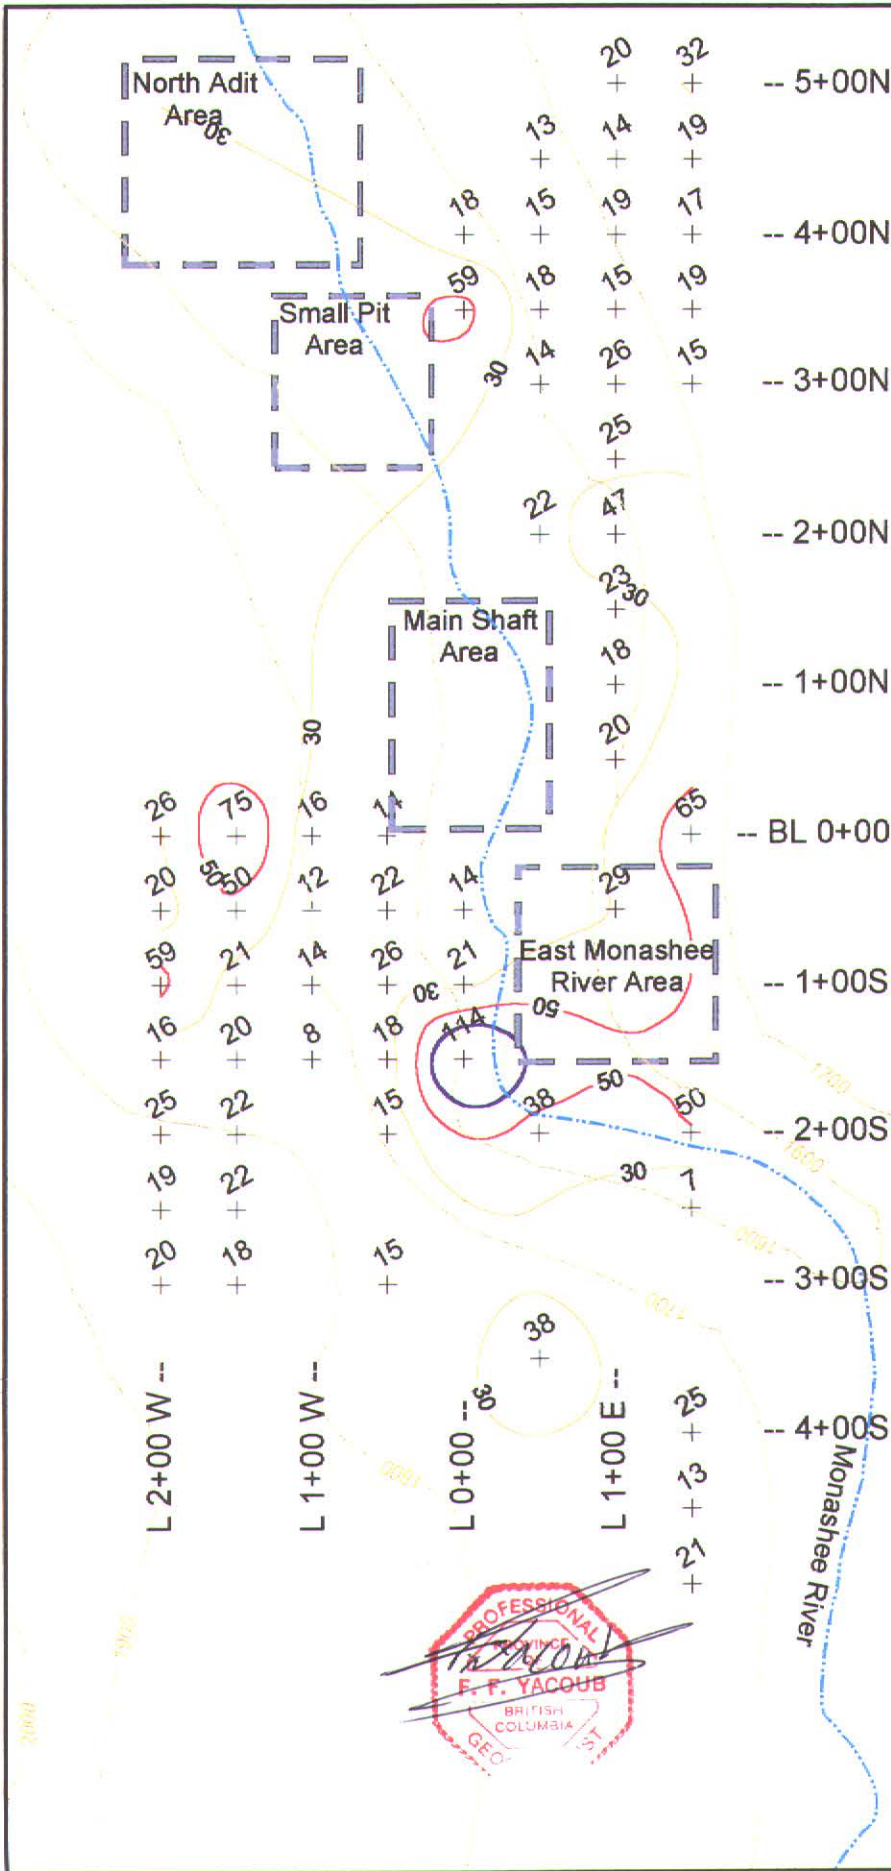 20 32 -- 5+00N
North Adit
Area
30
13 14 19
18 15 19 17 -- 4+00N
59 18 15 19
Small Pit
Area
30
14 26 15 -- 3+00N
25
22 47 -- 2+00N
23
30
Main Shaft
Area
18 -- 1+00N
20
30
26 75 16 65 -- BL 0+00
20 50 50 12 22 14 29
59 21 14 26 21 -- 1+00S
East Monashee
River Area
30
50
16 20 8 18 114
50
1700
25 22 15 38 50 -- 2+00S
1600
19 22 30 7
1600
20 18 15 -- 3+00S
1700
38
30
25 -- 4+00S
L 2+00 W --
L 1+00 W --
L 0+00 --
L 1+00 E --
13
21
Monashee River
PROFESSIONAL
PROVINCE
F. F. YACOUB
BRITISH
COLUMBIA
2000